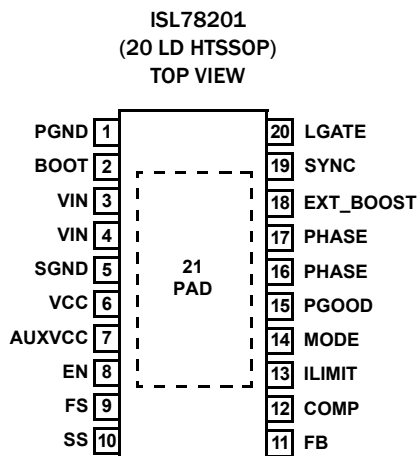 ISL78201
(20 LD HTSSOP)
TOP VIEW
PGND 1
BOOT 2
VIN 3
VIN 4
SGND 5
VCC 6
AUXVCC 7
EN 8
FS 9
SS 10
21
PAD
20 LGATE
19 SYNC
18 EXT_BOOST
17 PHASE
16 PHASE
15 PGOOD
14 MODE
13 ILIMIT
12 COMP
11 FB